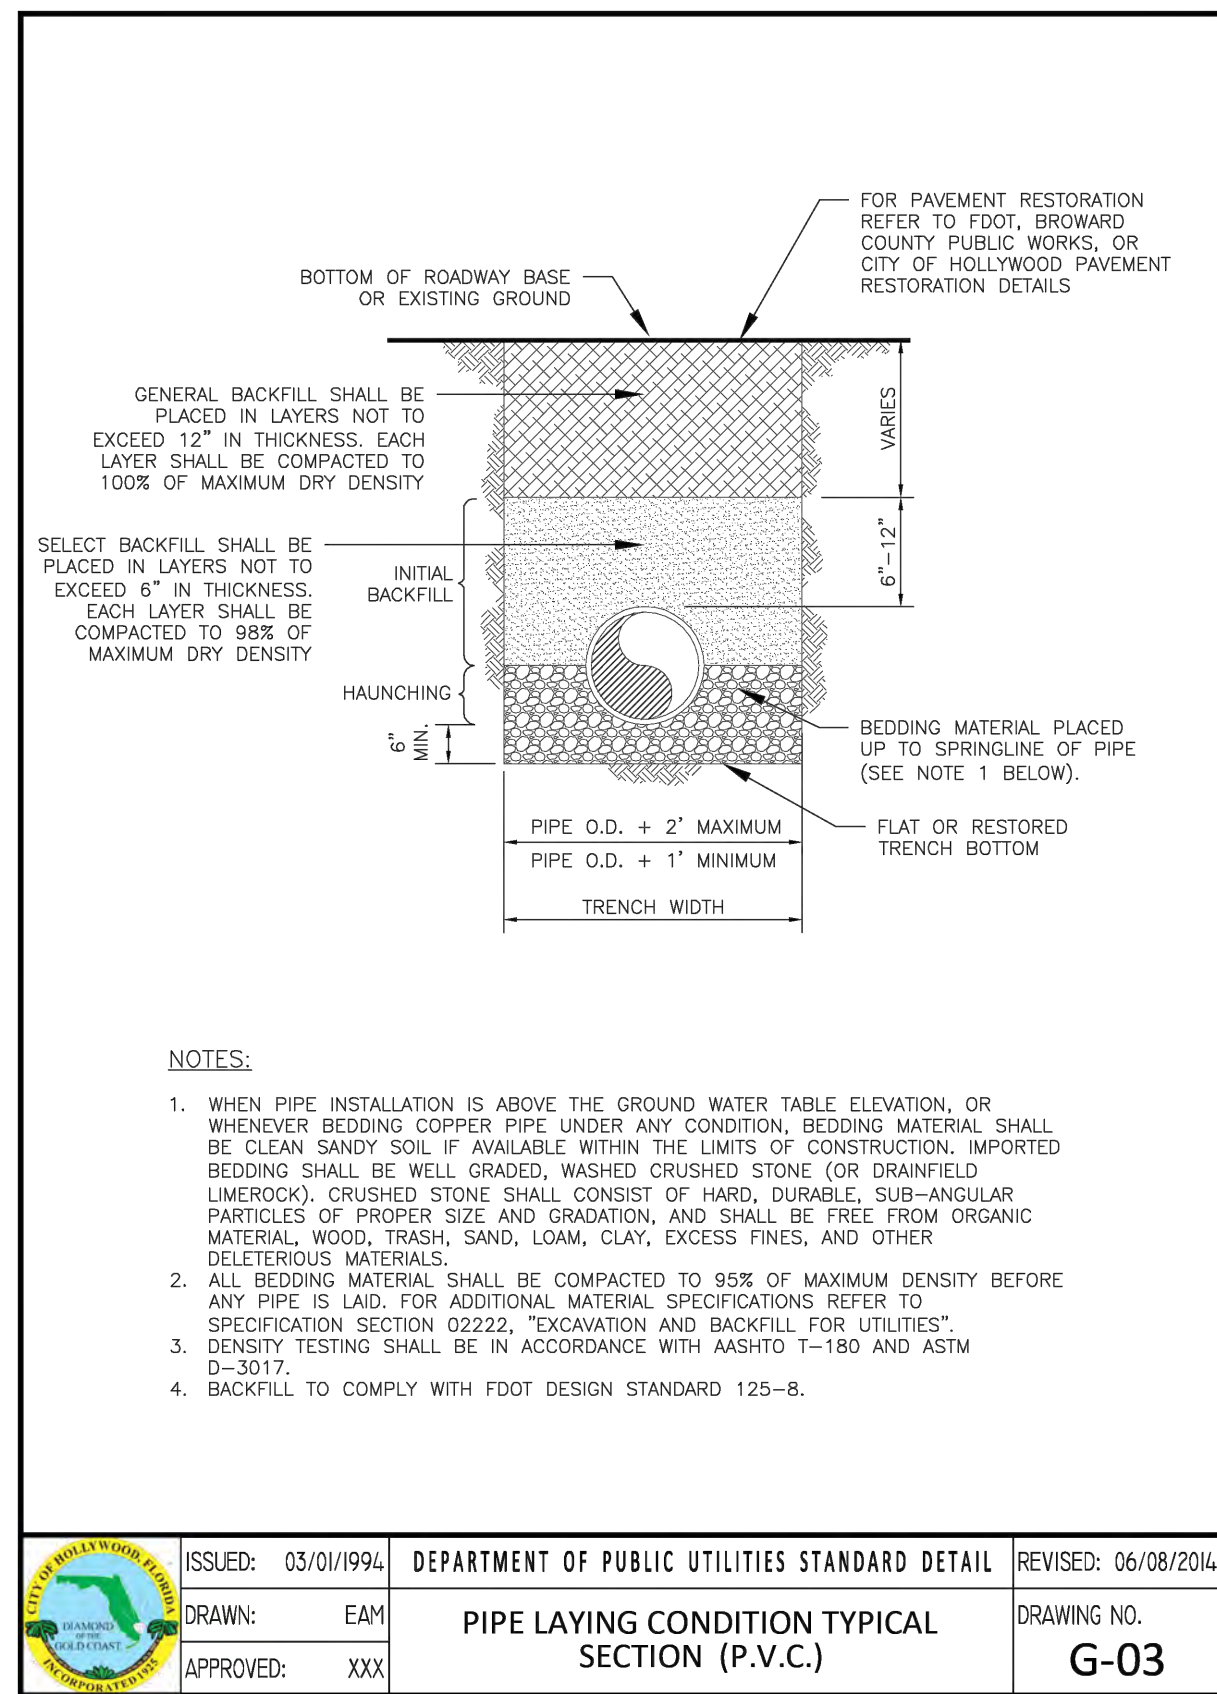 FOR PAVEMENT RESTORATION
REFER TO FDOT, BROWARD
COUNTY PUBLIC WORKS, OR
CITY OF HOLLYWOOD PAVEMENT
RESTORATION DETAILS
BOTTOM OF ROADWAY BASE
OR EXISTING GROUND
GENERAL BACKFILL SHALL BE
PLACED IN LAYERS NOT TO
EXCEED 12" IN THICKNESS. EACH
LAYER SHALL BE COMPACTED TO
100% OF MAXIMUM DRY DENSITY
VARIES
SELECT BACKFILL SHALL BE
PLACED IN LAYERS NOT TO
EXCEED 6" IN THICKNESS.
EACH LAYER SHALL BE
COMPACTED TO 98% OF
MAXIMUM DRY DENSITY
INITIAL
BACKFILL
6"-12"
HAUNCHING
6"
MIN.
BEDDING MATERIAL PLACED
UP TO SPRINGLINE OF PIPE
(SEE NOTE 1 BELOW).
FLAT OR RESTORED
TRENCH BOTTOM
PIPE O.D. + 2' MAXIMUM
PIPE O.D. + 1' MINIMUM
TRENCH WIDTH
NOTES:
1. WHEN PIPE INSTALLATION IS ABOVE THE GROUND WATER TABLE ELEVATION, OR
WHENEVER BEDDING COPPER PIPE UNDER ANY CONDITION, BEDDING MATERIAL SHALL
BE CLEAN SANDY SOIL IF AVAILABLE WITHIN THE LIMITS OF CONSTRUCTION. IMPORTED
BEDDING SHALL BE WELL GRADED, WASHED CRUSHED STONE (OR DRAINFIELD
LIMEROCK). CRUSHED STONE SHALL CONSIST OF HARD, DURABLE, SUB-ANGULAR
PARTICLES OF PROPER SIZE AND GRADATION, AND SHALL BE FREE FROM ORGANIC
MATERIAL, WOOD, TRASH, SAND, LOAM, CLAY, EXCESS FINES, AND OTHER
DELETERIOUS MATERIALS.
2. ALL BEDDING MATERIAL SHALL BE COMPACTED TO 95% OF MAXIMUM DENSITY BEFORE
ANY PIPE IS LAID. FOR ADDITIONAL MATERIAL SPECIFICATIONS REFER TO
SPECIFICATION SECTION 02222, "EXCAVATION AND BACKFILL FOR UTILITIES".
3. DENSITY TESTING SHALL BE IN ACCORDANCE WITH AASHTO T-180 AND ASTM
D-3017.
4. BACKFILL TO COMPLY WITH FDOT DESIGN STANDARD 125-8.
CITY OF HOLLYWOOD, FLORIDA
DIAMOND
OF THE
GOLD COAST
INCORPORATED 1925
ISSUED: 03/01/1994
DRAWN: EAM
APPROVED: XXX
DEPARTMENT OF PUBLIC UTILITIES STANDARD DETAIL
PIPE LAYING CONDITION TYPICAL
SECTION (P.V.C.)
REVISED: 06/08/2014
DRAWING NO.
G-03